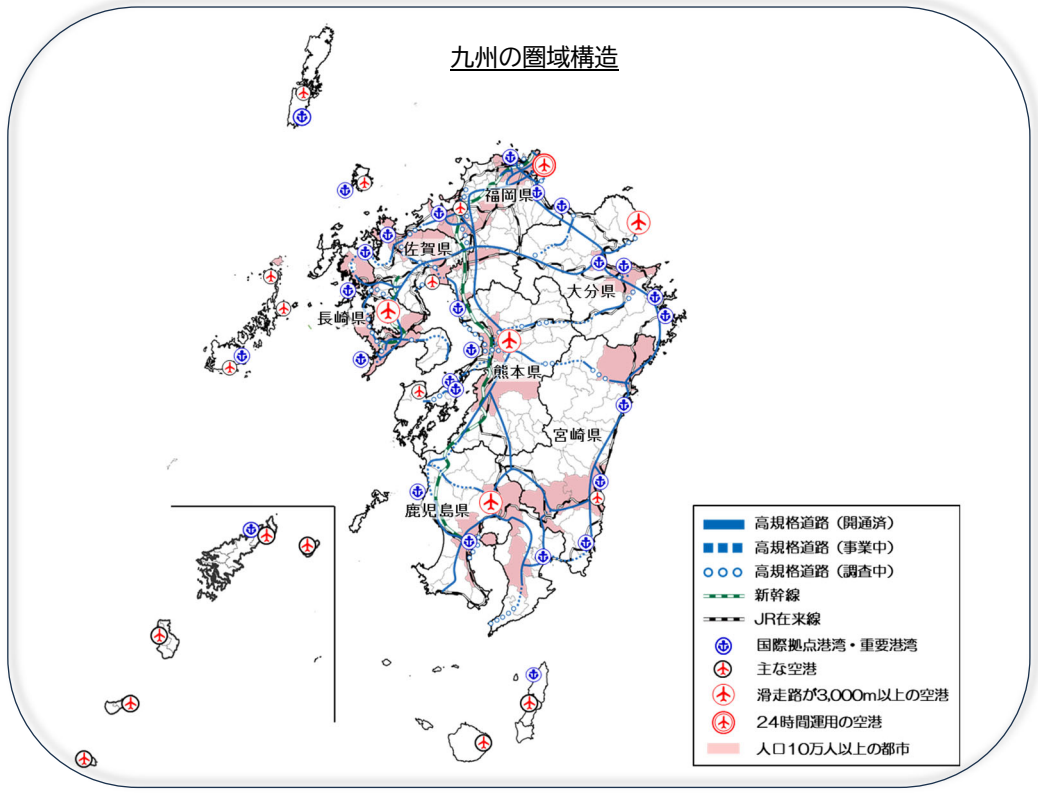 九州の圏域構造
福岡県
佐賀県
長崎県
大分県
熊本県
宮崎県
鹿児島県
高規格道路（開通済）
高規格道路（事業中）
高規格道路（調査中）
新幹線
JR在来線
国際拠点港湾・重要港湾
主な空港
滑走路が3,000m以上の空港
24時間運用の空港
人口10万人以上の都市